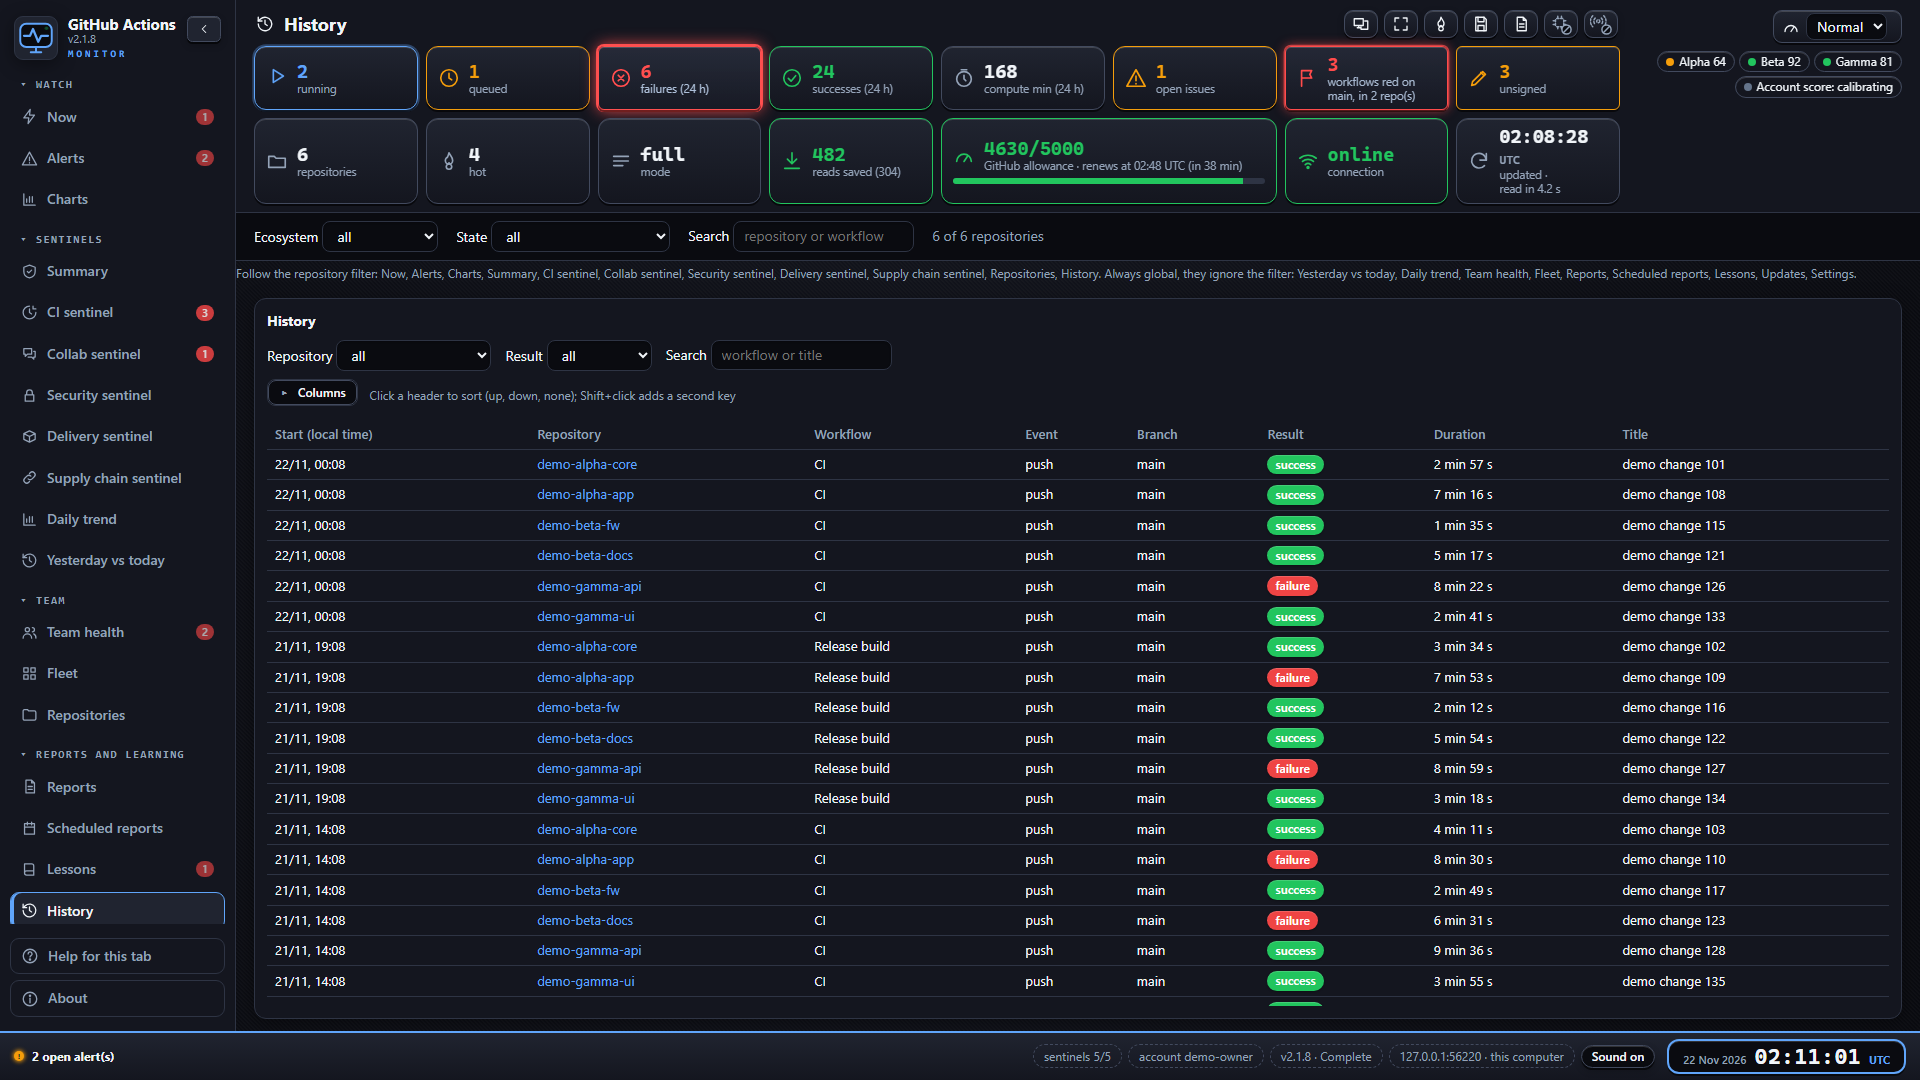 GitHub Actions
v2.1.8
MONITOR
WATCH
Now 1
Alerts 2
Charts
SENTINELS
Summary
CI sentinel 3
Collab sentinel 1
Security sentinel
Delivery sentinel
Supply chain sentinel
Daily trend
Yesterday vs today
TEAM
Team health 2
Fleet
Repositories
REPORTS AND LEARNING
Reports
Scheduled reports
Lessons 1
History
Help for this tab
About
History
Normal
2
running
1
queued
6
failures (24 h)
24
successes (24 h)
168
compute min (24 h)
1
open issues
3
workflows red on
main, in 2 repo(s)
3
unsigned
Alpha 64 Beta 92 Gamma 81
Account score: calibrating
6
repositories
4
hot
full
mode
482
reads saved (304)
4630/5000
GitHub allowance · renews at 02:48 UTC (in 38 min)
online
connection
02:08:28
UTC
updated ·
read in 4.2 s
Ecosystem all State all Search repository or workflow 6 of 6 repositories
Follow the repository filter: Now, Alerts, Charts, Summary, CI sentinel, Collab sentinel, Security sentinel, Delivery sentinel, Supply chain sentinel, Repositories, History. Always global, they ignore the filter: Yesterday vs today, Daily trend, Team health, Fleet, Reports, Scheduled reports, Lessons, Updates, Settings.
History
Repository all Result all Search workflow or title
Columns Click a header to sort (up, down, none); Shift+click adds a second key
Start (local time) Repository Workflow Event Branch Result Duration Title
22/11, 00:08 demo-alpha-core CI push main success 2 min 57 s demo change 101
22/11, 00:08 demo-alpha-app CI push main success 7 min 16 s demo change 108
22/11, 00:08 demo-beta-fw CI push main success 1 min 35 s demo change 115
22/11, 00:08 demo-beta-docs CI push main success 5 min 17 s demo change 121
22/11, 00:08 demo-gamma-api CI push main failure 8 min 22 s demo change 126
22/11, 00:08 demo-gamma-ui CI push main success 2 min 41 s demo change 133
21/11, 19:08 demo-alpha-core Release build push main success 3 min 34 s demo change 102
21/11, 19:08 demo-alpha-app Release build push main failure 7 min 53 s demo change 109
21/11, 19:08 demo-beta-fw Release build push main success 2 min 12 s demo change 116
21/11, 19:08 demo-beta-docs Release build push main success 5 min 54 s demo change 122
21/11, 19:08 demo-gamma-api Release build push main failure 8 min 59 s demo change 127
21/11, 19:08 demo-gamma-ui Release build push main success 3 min 18 s demo change 134
21/11, 14:08 demo-alpha-core CI push main success 4 min 11 s demo change 103
21/11, 14:08 demo-alpha-app CI push main failure 8 min 30 s demo change 110
21/11, 14:08 demo-beta-fw CI push main success 2 min 49 s demo change 117
21/11, 14:08 demo-beta-docs CI push main failure 6 min 31 s demo change 123
21/11, 14:08 demo-gamma-api CI push main success 9 min 36 s demo change 128
21/11, 14:08 demo-gamma-ui CI push main success 3 min 55 s demo change 135
2 open alert(s)
sentinels 5/5 account demo-owner v2.1.8 · Complete 127.0.0.1:56220 · this computer Sound on 22 Nov 2026 02:11:01 UTC